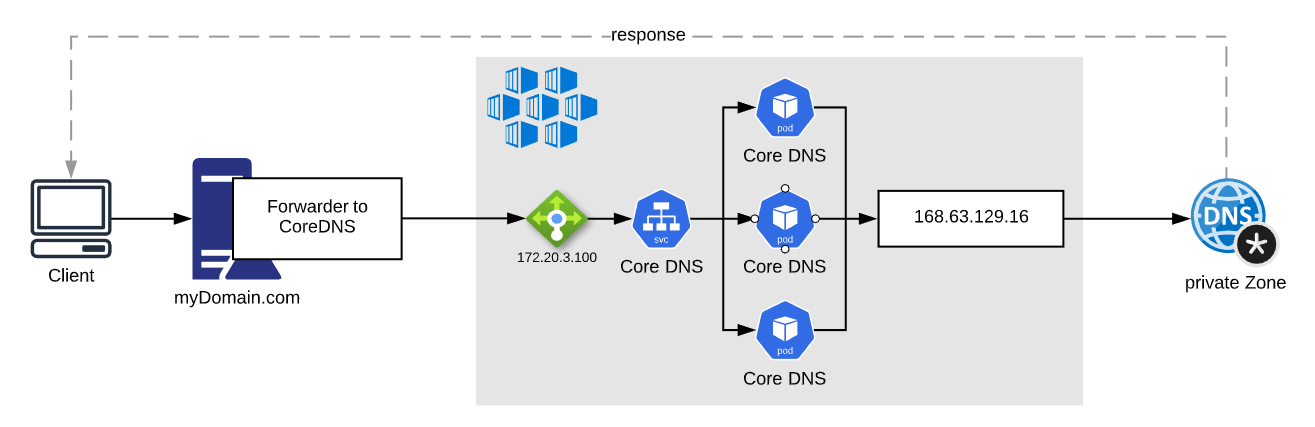 response
pod
Core DNS
Forwarder to
CoreDNS
168.63.129.16
DNS
svc
pod
172.20.3.100
Core DNS
Core DNS
Client
private Zone
myDomain.com
pod
Core DNS